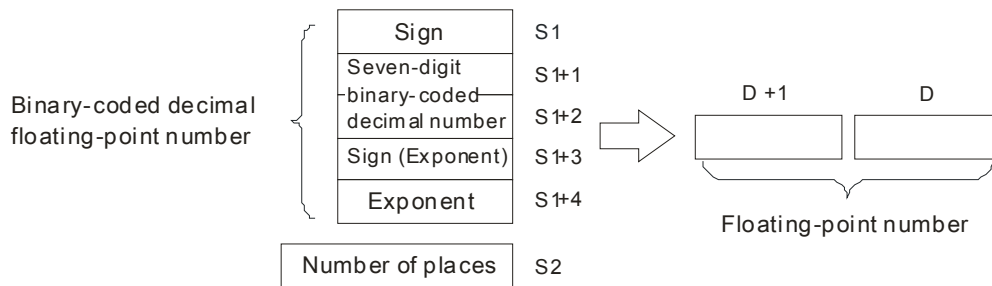 Binary-coded decimal
floating-point number
Sign
S1
Seven-digit
S1+1
binary-coded
decimal number
S1+2
Sign (Exponent)
S1+3
Exponent
S1+4
Number of places
S2
D +1
D
Floating-point number